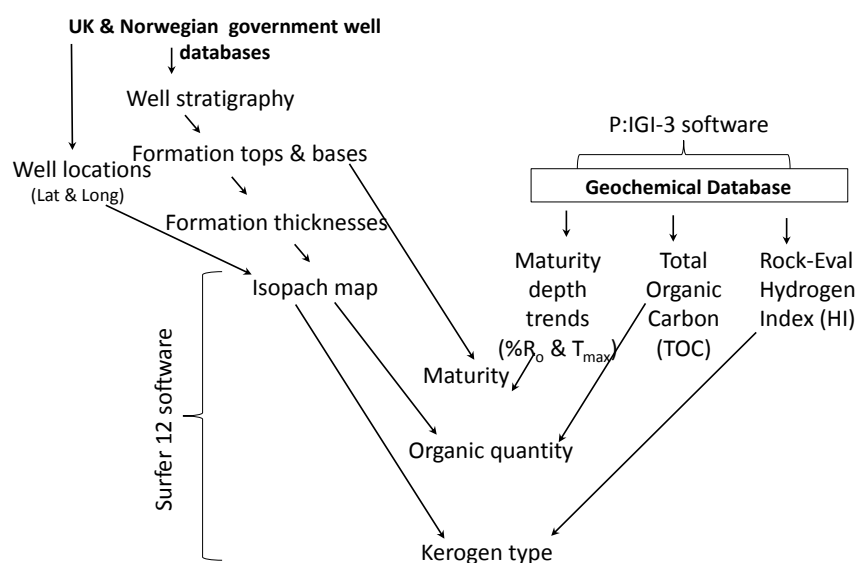 UK & Norwegian government well
databases
Well stratigraphy
P:IGI-3 software
Formation tops & bases
Well locations
(Lat & Long)
Geochemical Database
Formation thicknesses
Isopach map
Maturity
depth
trends
(%Ro & Tmax)
Total
Organic
Carbon
(TOC)
Rock-Eval
Hydrogen
Index (HI)
Maturity
Organic quantity
Kerogen type
Surfer 12 software